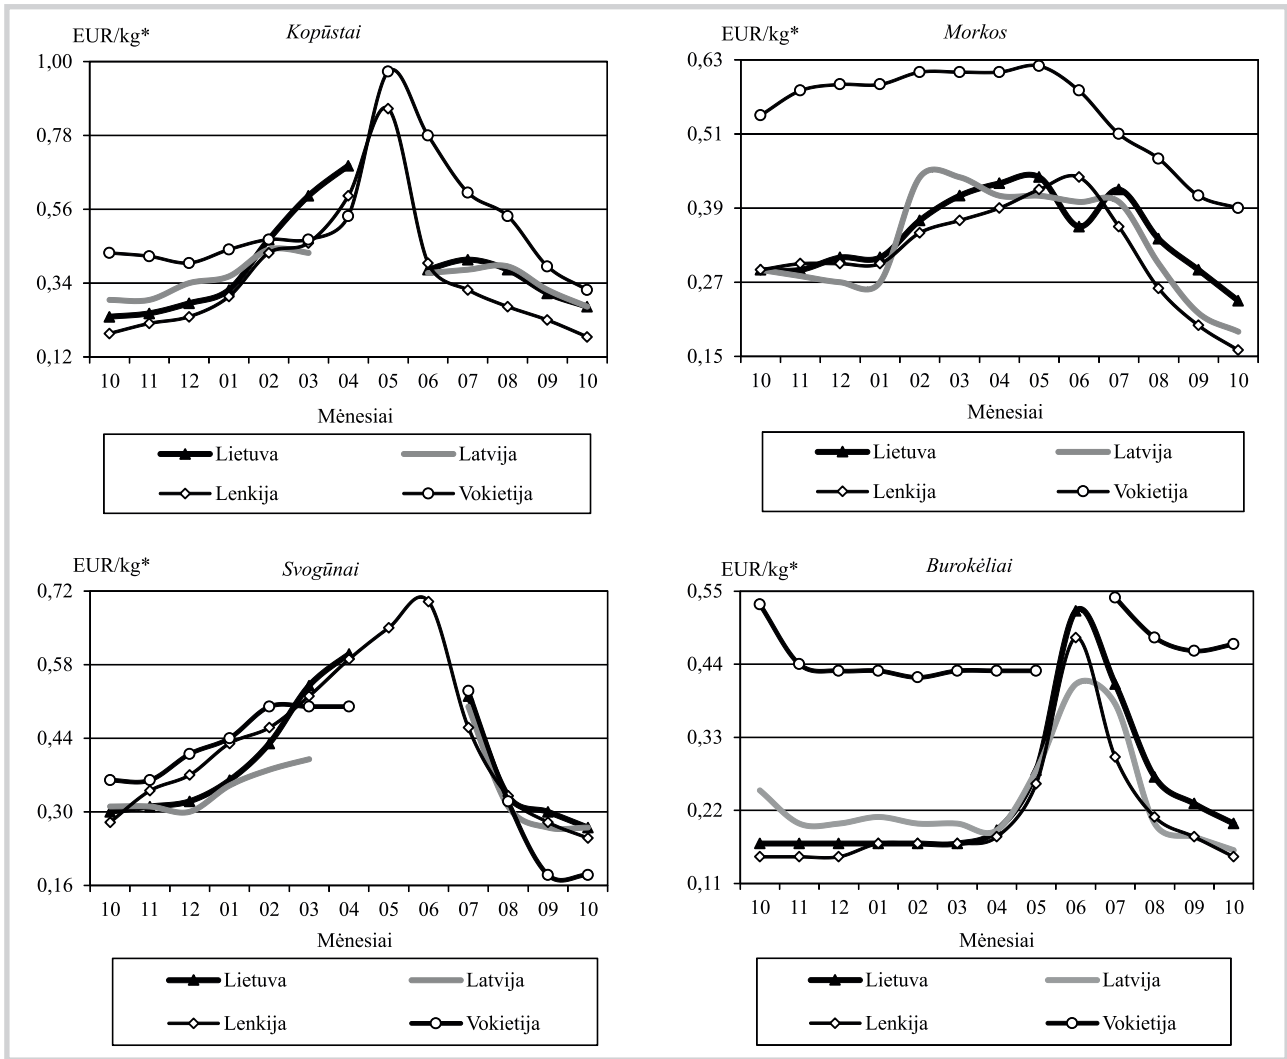 EUR/kg*
Kopūstai
1,00
0,78
0,56
0,34
0,12
10 11 12 01 02 03 04 05 06 07 08 09 10
Mėnesiai
Lietuva Latvija
Lenkija Vokietija
EUR/kg*
Morkos
0,63
0,51
0,39
0,27
0,15
10 11 12 01 02 03 04 05 06 07 08 09 10
Mėnesiai
Lietuva Latvija
Lenkija Vokietija
EUR/kg*
Svogūnai
0,72
0,58
0,44
0,30
0,16
10 11 12 01 02 03 04 05 06 07 08 09 10
Mėnesiai
Lietuva Latvija
Lenkija Vokietija
EUR/kg*
Burokėliai
0,55
0,44
0,33
0,22
0,11
10 11 12 01 02 03 04 05 06 07 08 09 10
Mėnesiai
Lietuva Latvija
Lenkija Vokietija